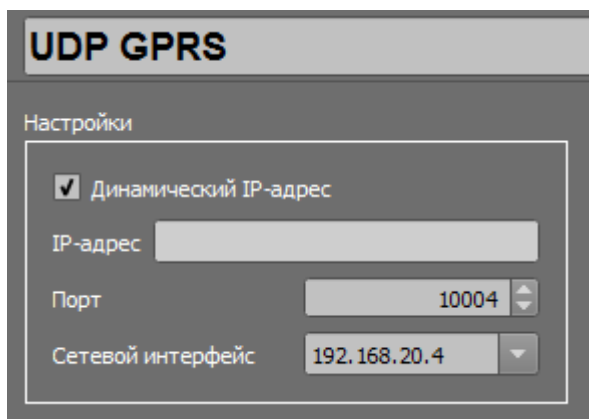 UDP GPRS
Настройки
Динамический IP-адрес
IP-адрес
Порт 10004
Сетевой интерфейс 192.168.20.4